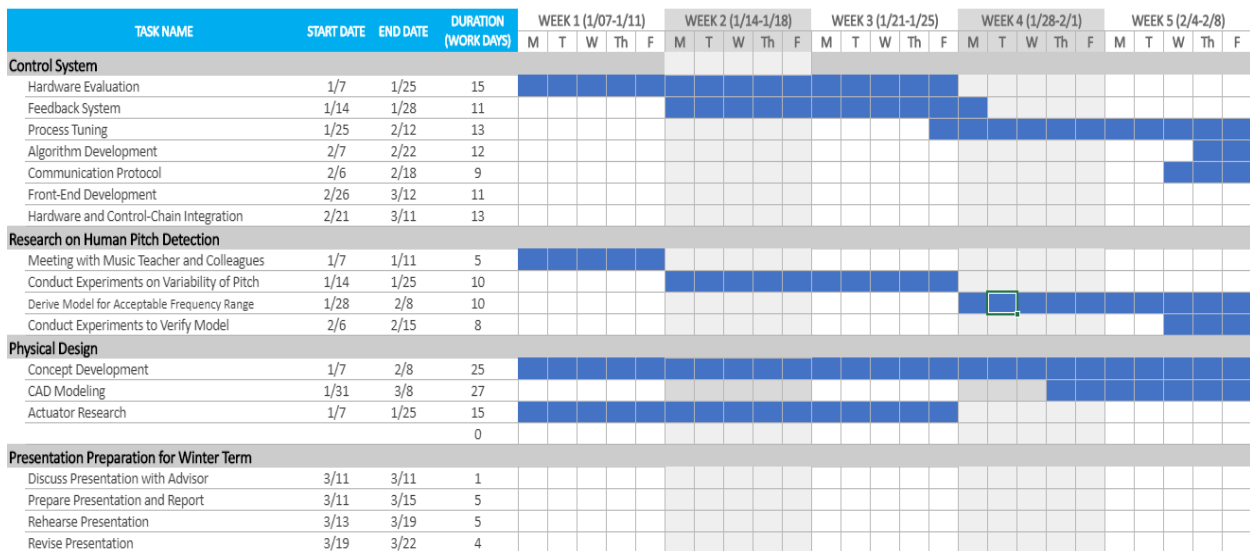 TASK NAME START DATE END DATE DURATION (WORK DAYS) WEEK 1 (1/07-1/11) WEEK 2 (1/14-1/18) WEEK 3 (1/21-1/25) WEEK 4 (1/28-2/1) WEEK 5 (2/4-2/8)
M T W Th F M T W Th F M T W Th F M T W Th F M T W Th F
Control System
Hardware Evaluation 1/7 1/25 15
Feedback System 1/14 1/28 11
Process Tuning 1/25 2/12 13
Algorithm Development 2/7 2/22 12
Communication Protocol 2/6 2/18 9
Front-End Development 2/26 3/12 11
Hardware and Control-Chain Integration 2/21 3/11 13
Research on Human Pitch Detection
Meeting with Music Teacher and Colleagues 1/7 1/11 5
Conduct Experiments on Variability of Pitch 1/14 1/25 10
Derive Model for Acceptable Frequency Range 1/28 2/8 10
Conduct Experiments to Verify Model 2/6 2/15 8
Physical Design
Concept Development 1/7 2/8 25
CAD Modeling 1/31 3/8 27
Actuator Research 1/7 1/25 15
0
Presentation Preparation for Winter Term
Discuss Presentation with Advisor 3/11 3/11 1
Prepare Presentation and Report 3/11 3/15 5
Rehearse Presentation 3/13 3/19 5
Revise Presentation 3/19 3/22 4